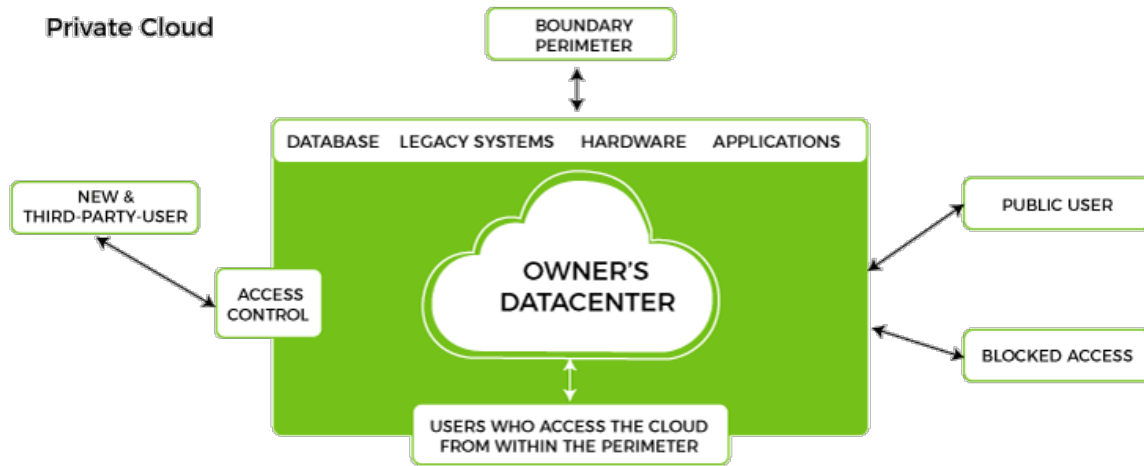 Private Cloud
BOUNDARY
PERIMETER
DATABASE LEGACY SYSTEMS HARDWARE APPLICATIONS
NEW &
THIRD-PARTY-USER
PUBLIC USER
OWNER'S
DATACENTER
ACCESS
CONTROL
BLOCKED ACCESS
USERS WHO ACCESS THE CLOUD
FROM WITHIN THE PERIMETER